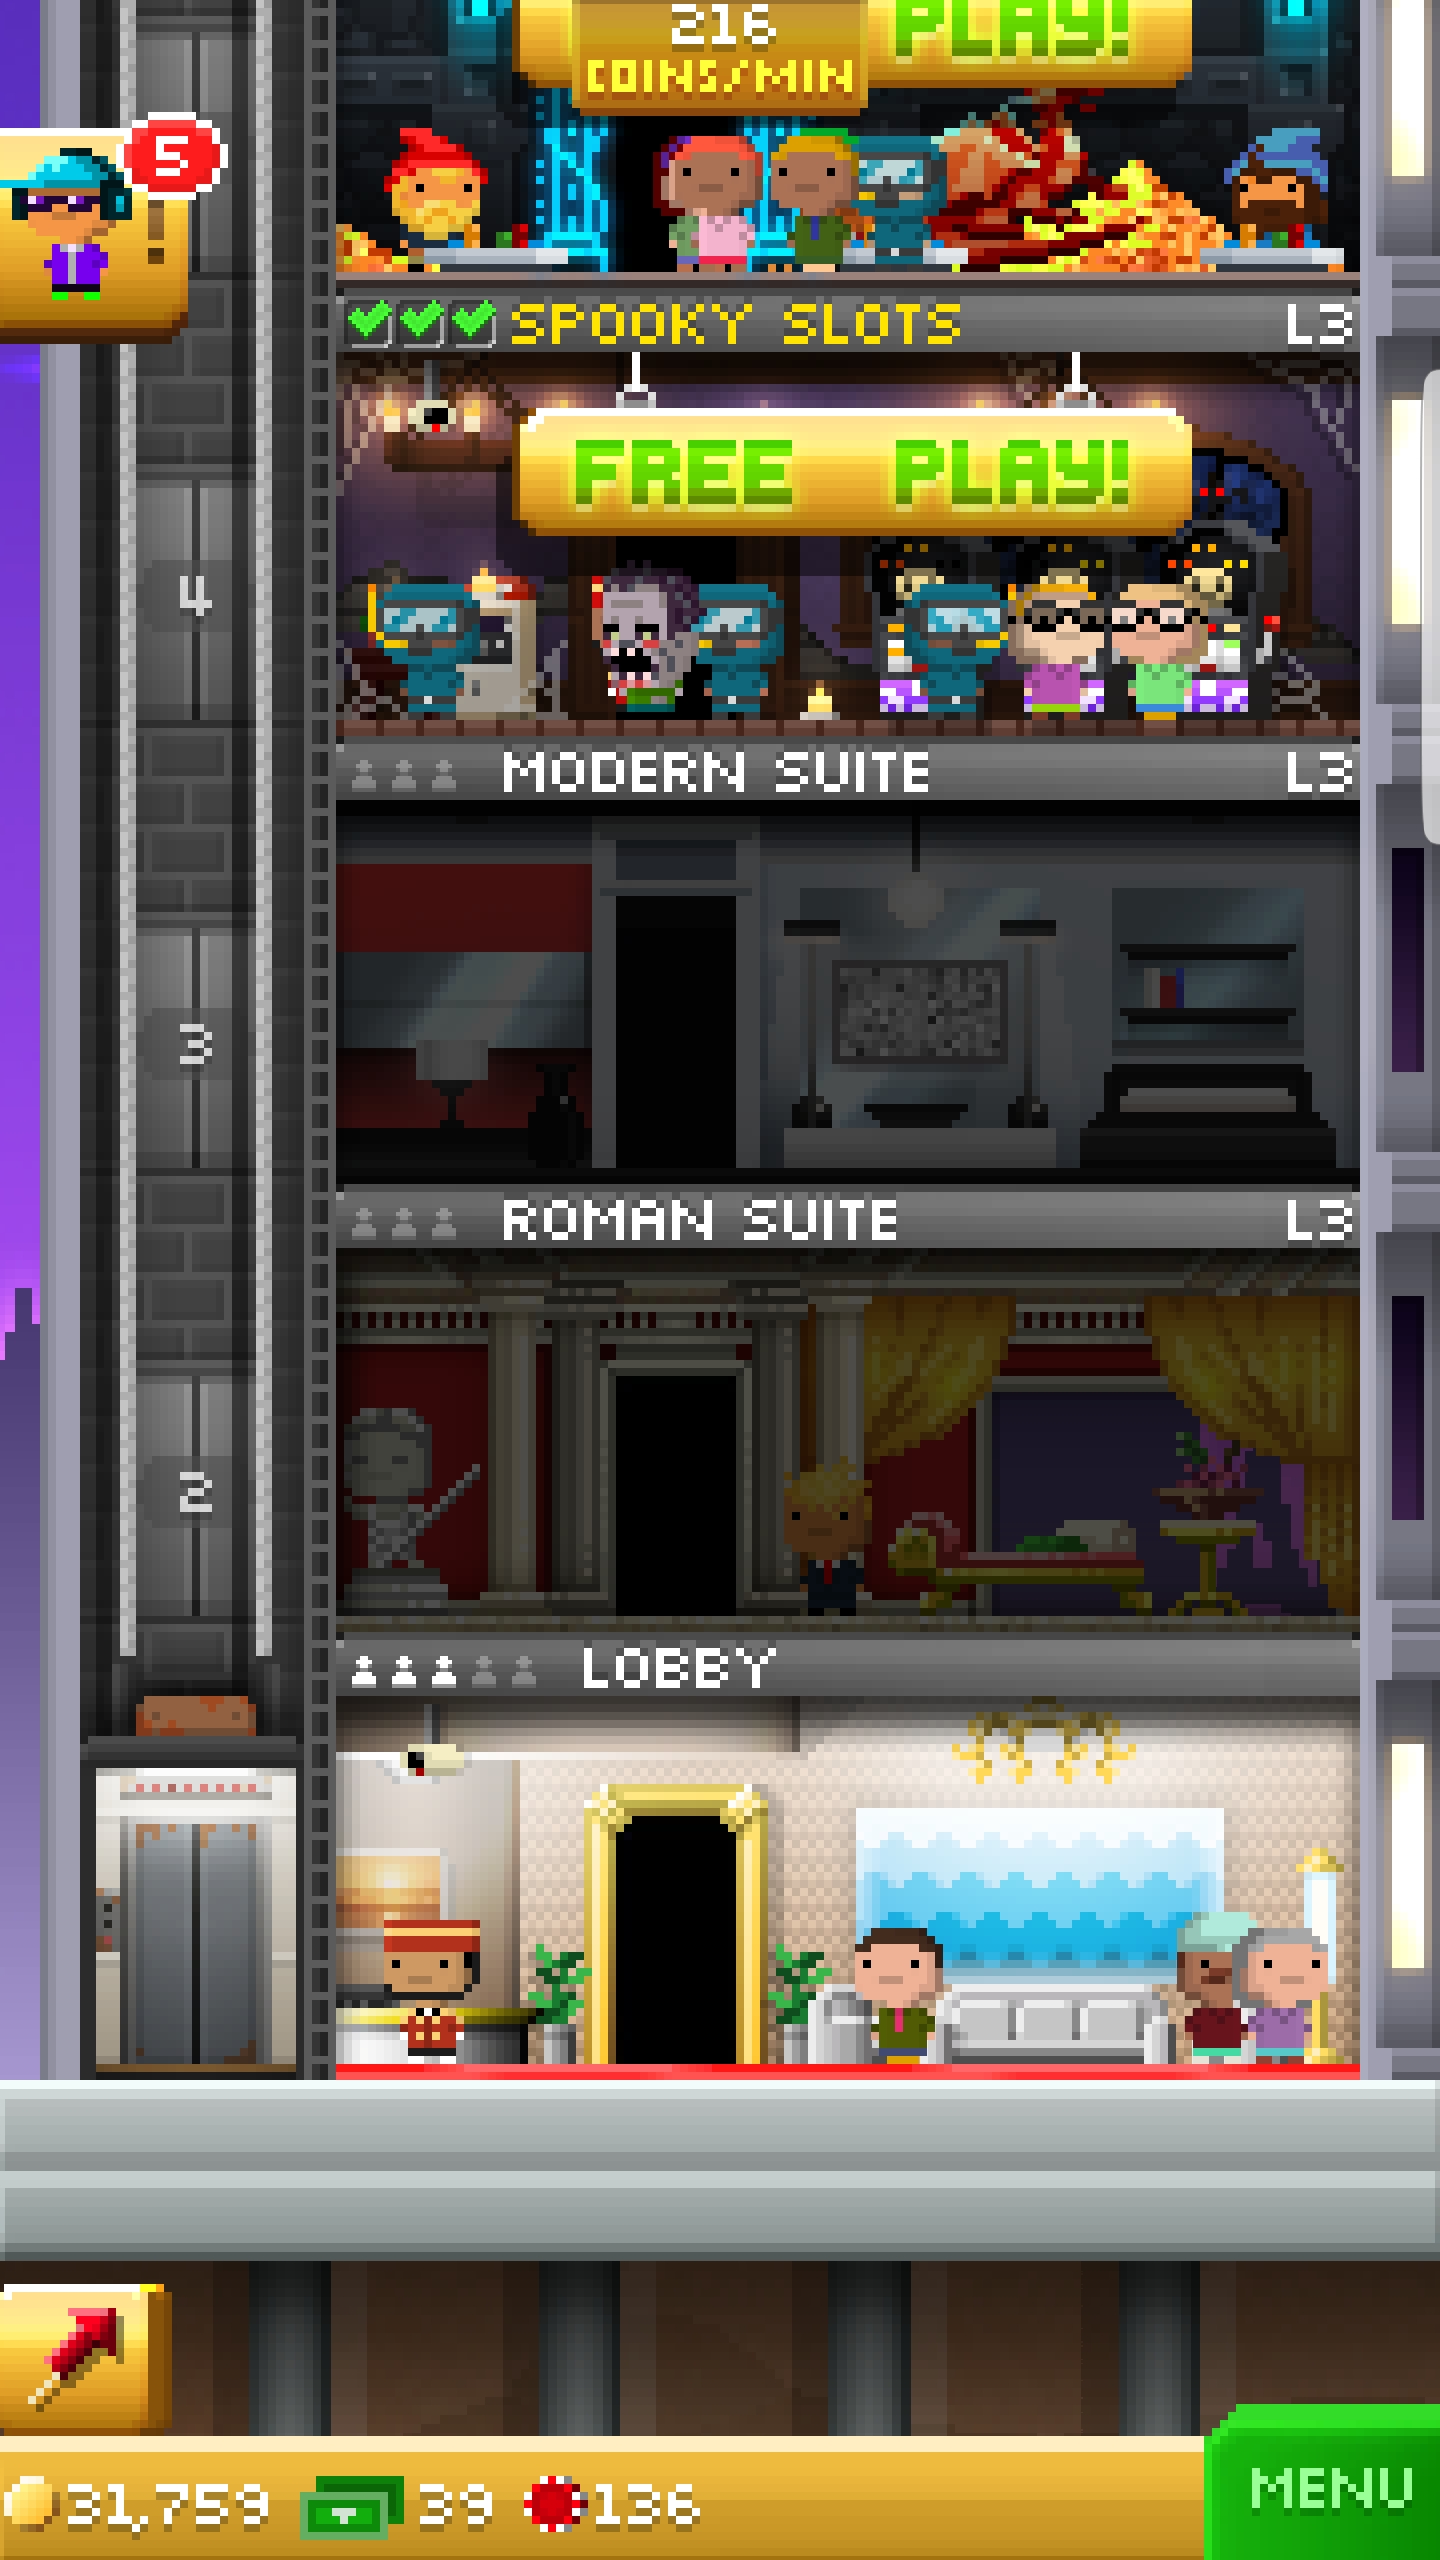 216
PLAY!
COINS/MIN
5
SPOOKY SLOTS L3
FREE PLAY!
4
MODERN SUITE L3
3
ROMAN SUITE L3
2
LOBBY
31,759 39 136
MENU